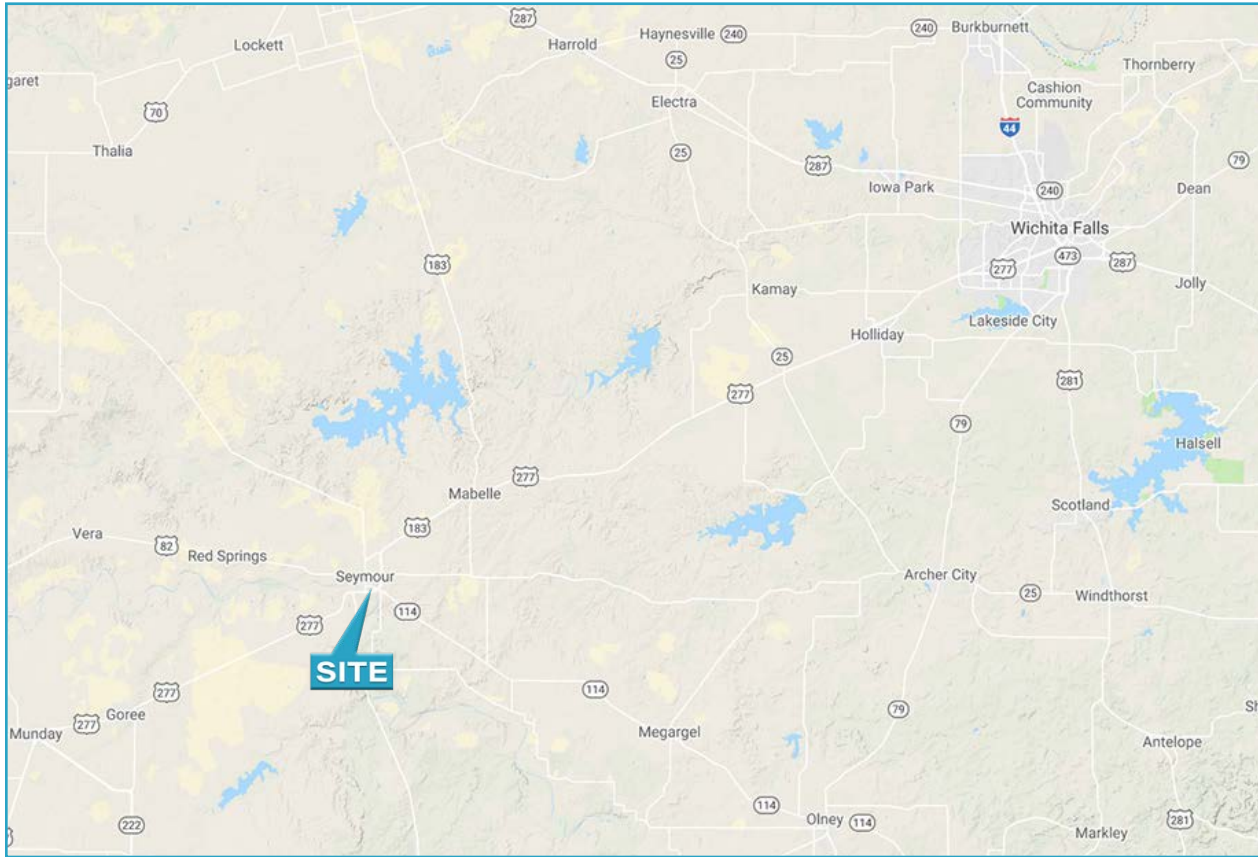 287
Lockett
Harrold
Haynesville
240
240
Burkburnett
25
Thornberry
garet
Cashion
Community
Electra
70
44
Thalia
25
287
79
Iowa Park
240
Dean
Wichita Falls
183
473
277
287
Kamay
Jolly
Lakeside City
Holliday
25
281
277
79
Halsell
277
Mabelle
Scotland
183
Vera
82
Red Springs
Seymour
Archer City
25
Windthorst
114
277
SITE
114
277
79
Goree
277
Munday
Megargel
Sh
Antelope
114
Olney
114
222
281
Markley